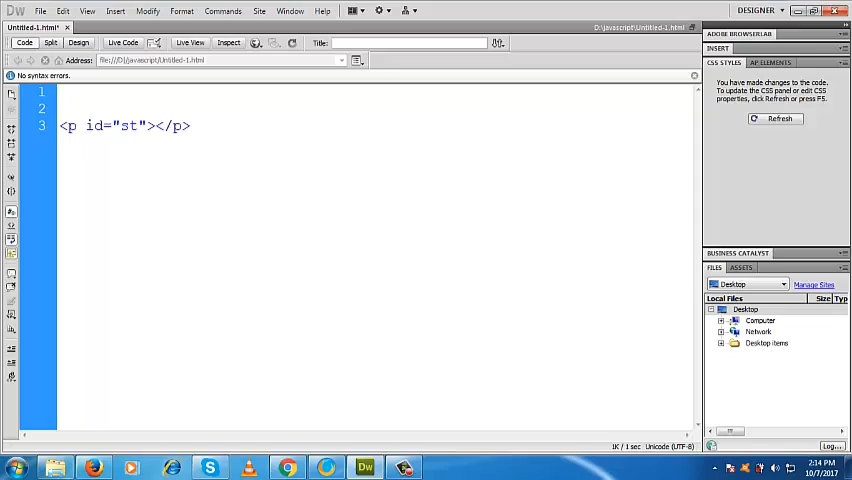 Dw File Edit View Insert Modify Format Commands Site Window Help DESIGNER
Untitled-1.html* D:\javascript\Untitled-1.html
Code Split Design Live Code Live View Inspect Title:
Address: file:///D|/javascript/Untitled-1.html
No syntax errors.
1
2
3 <p id="st"></p>
ADOBE BROWSERLAB
INSERT
CSS STYLES AP ELEMENTS
You have made changes to the code.
To update the CSS panel or edit CSS
properties, click Refresh or press F5.
Refresh
BUSINESS CATALYST
FILES ASSETS
Desktop Manage Sites
Local Files Size Typ
Desktop
Computer
Network
Desktop items
1K / 1 sec Unicode (UTF-8) Log...
Dw
2:14 PM
10/7/2017